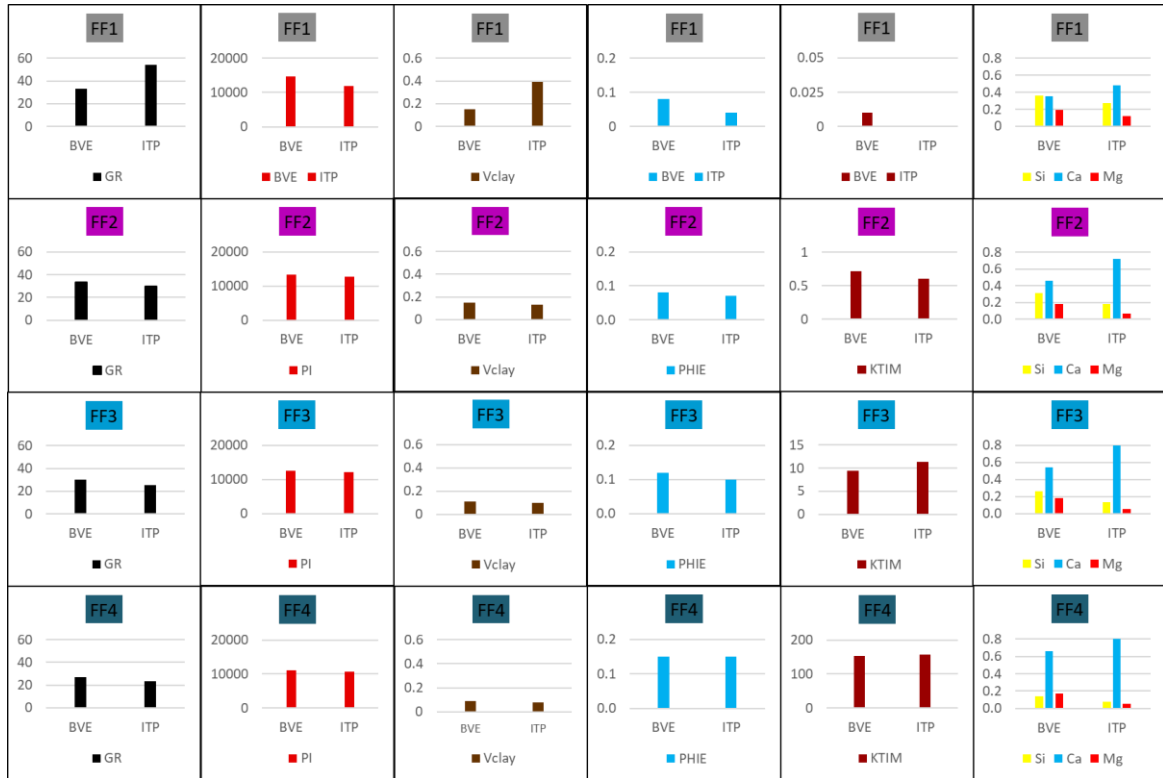 FF1 FF1 FF1 FF1 FF1 FF1
60 20000 0.6 0.2 0.05 0.8
40 10000 0.4 0.1 0.025 0.6
20 0 0.2 0 0 0.4
0 0 0.2
0
BVE ITP BVE ITP BVE ITP BVE ITP BVE ITP BVE ITP
GR BVE ITP Vclay BVE ITP BVE ITP Si Ca Mg
FF2 FF2 FF2 FF2 FF2 FF2
60 20000 0.6 0.2 1 0.8
40 10000 0.4 0.1 0.5 0.6
20 0 0.2 0.0 0 0.4
0 0 0.2
0.0
BVE ITP BVE ITP BVE ITP BVE ITP BVE ITP BVE ITP
GR PI Vclay PHIE KTIM Si Ca Mg
FF3 FF3 FF3 FF3 FF3 FF3
60 20000 0.6 0.2 15 0.8
40 10000 0.4 0.1 10 0.6
20 0 0.2 0.0 5 0.4
0 0 0 0.2
0.0
BVE ITP BVE ITP BVE ITP BVE ITP BVE ITP BVE ITP
GR PI Vclay PHIE KTIM Si Ca Mg
FF4 FF4 FF4 FF4 FF4 FF4
60 20000 0.6 0.2 200 0.8
40 10000 0.4 0.1 100 0.6
20 0 0.2 0.0 0 0.4
0 0 0.2
0.0
BVE ITP BVE ITP BVE ITP BVE ITP BVE ITP BVE ITP
GR PI Vclay PHIE KTIM Si Ca Mg